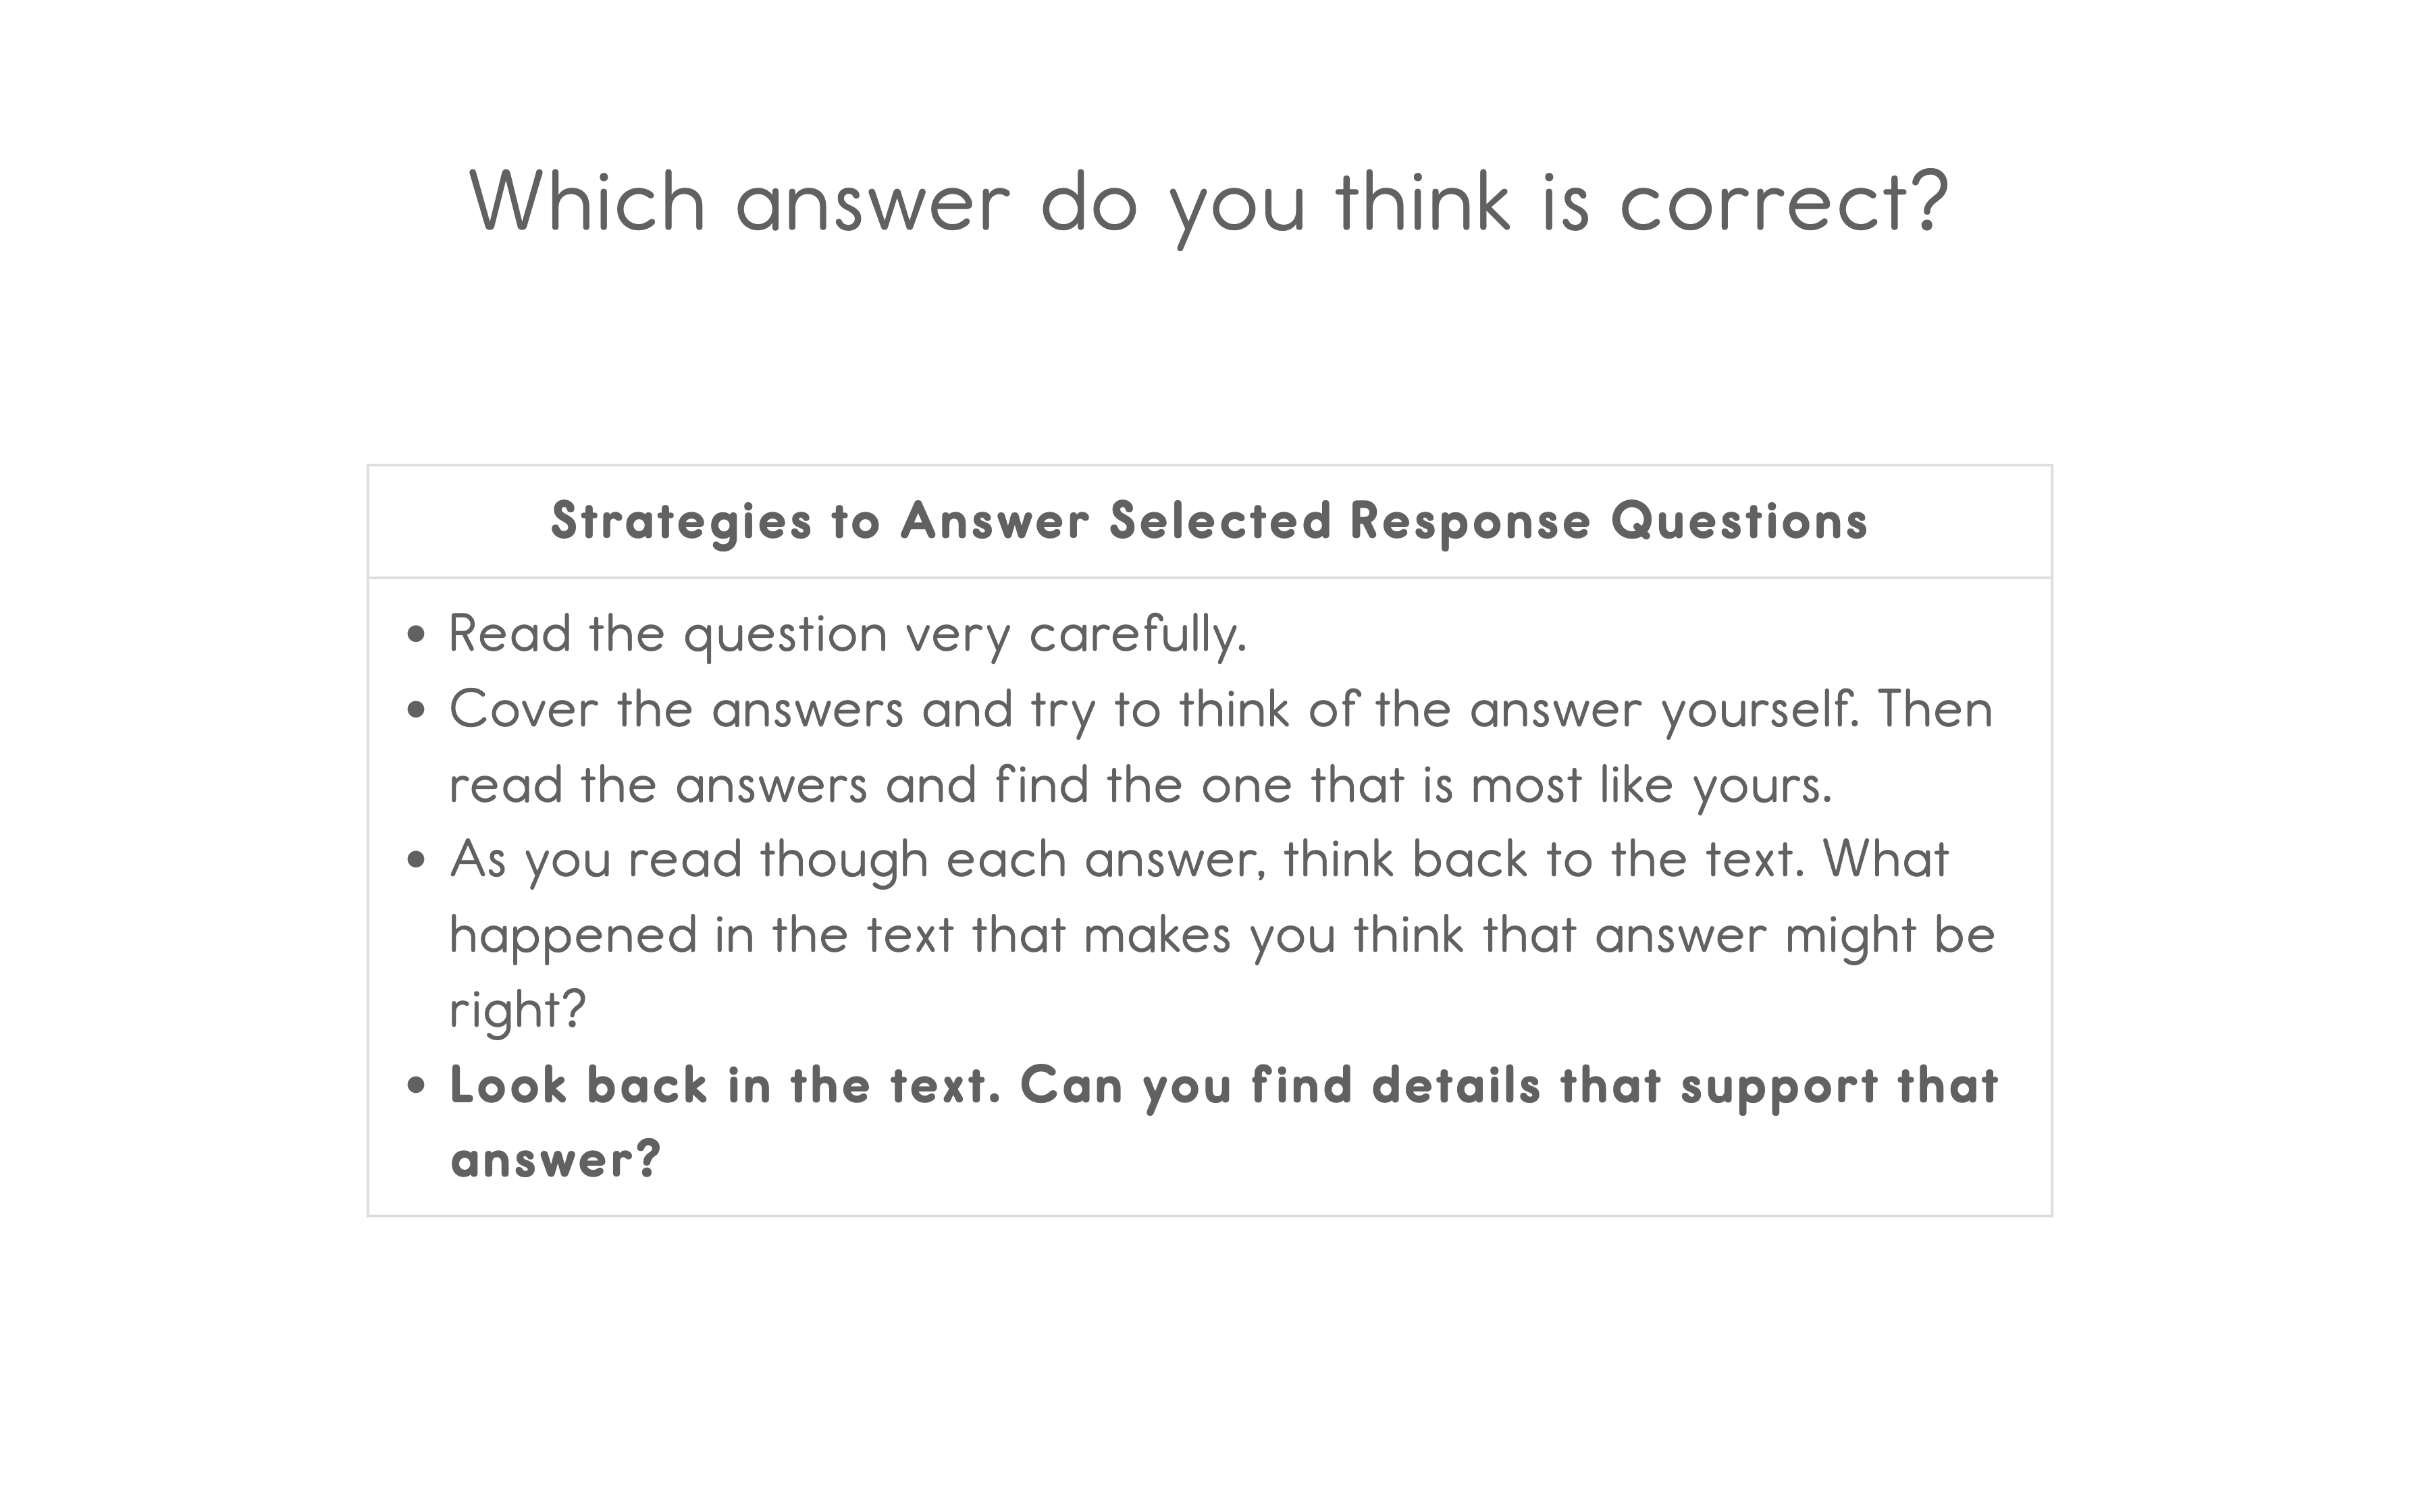 Which answer do you think is correct?
Strategies to Answer Selected Response Questions
• Read the question very carefully.
• Cover the answers and try to think of the answer yourself. Then
read the answers and find the one that is most like yours.
• As you read though each answer, think back to the text. What
happened in the text that makes you think that answer might be
right?
• Look back in the text. Can you find details that support that
answer?